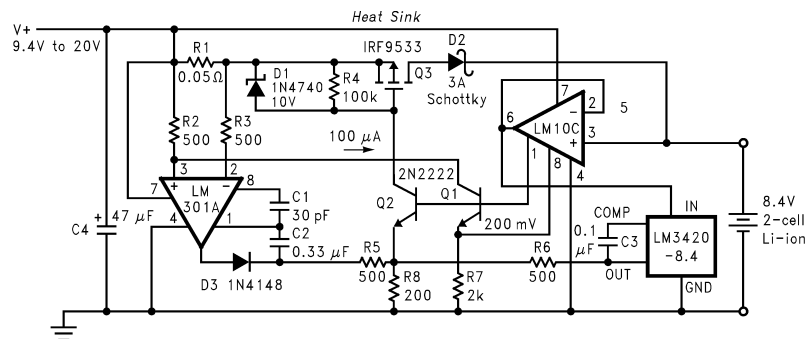 V+
9.4V to 20V
Heat Sink
R1
0.05Ω
D1
1N4740
10V
R4
100k
IRF9533
Q3
D2
3A
Schottky
R2
500
R3
500
100 µA
6
7
2
5
LM10C
−
+
3
1
8
4
3
2
7
+
−
8
LM
301A
4
1
C1
30 pF
C2
0.33 µF
2N2222
Q2
Q1
200 mV
C4
+
47 µF
D3 1N4148
R5
500
R8
200
R7
2k
R6
500
COMP
0.1
µF
C3
OUT
IN
LM3420
-8.4
GND
8.4V
2-cell
Li-ion